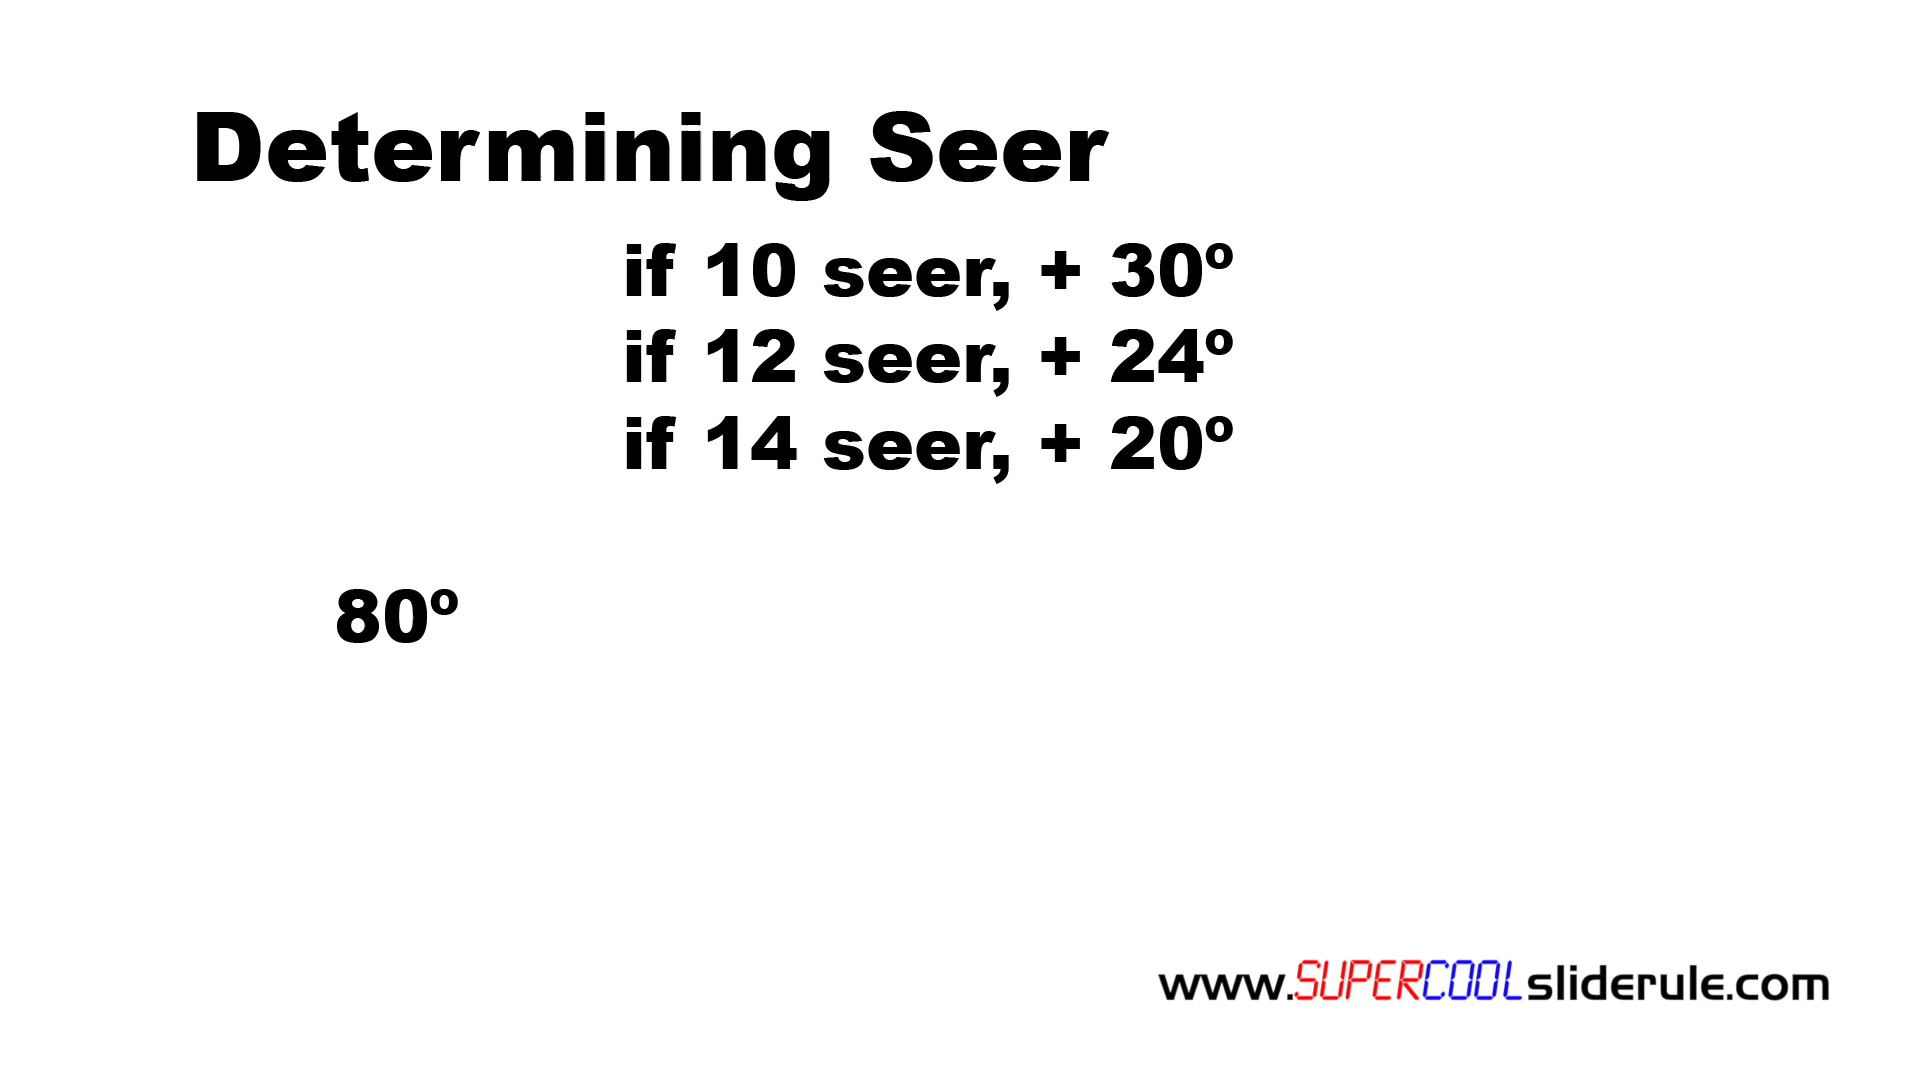 Determining Seer
if 10 seer, + 30º
if 12 seer, + 24º
if 14 seer, + 20º
80º
www.SUPERCOOLsliderule.com